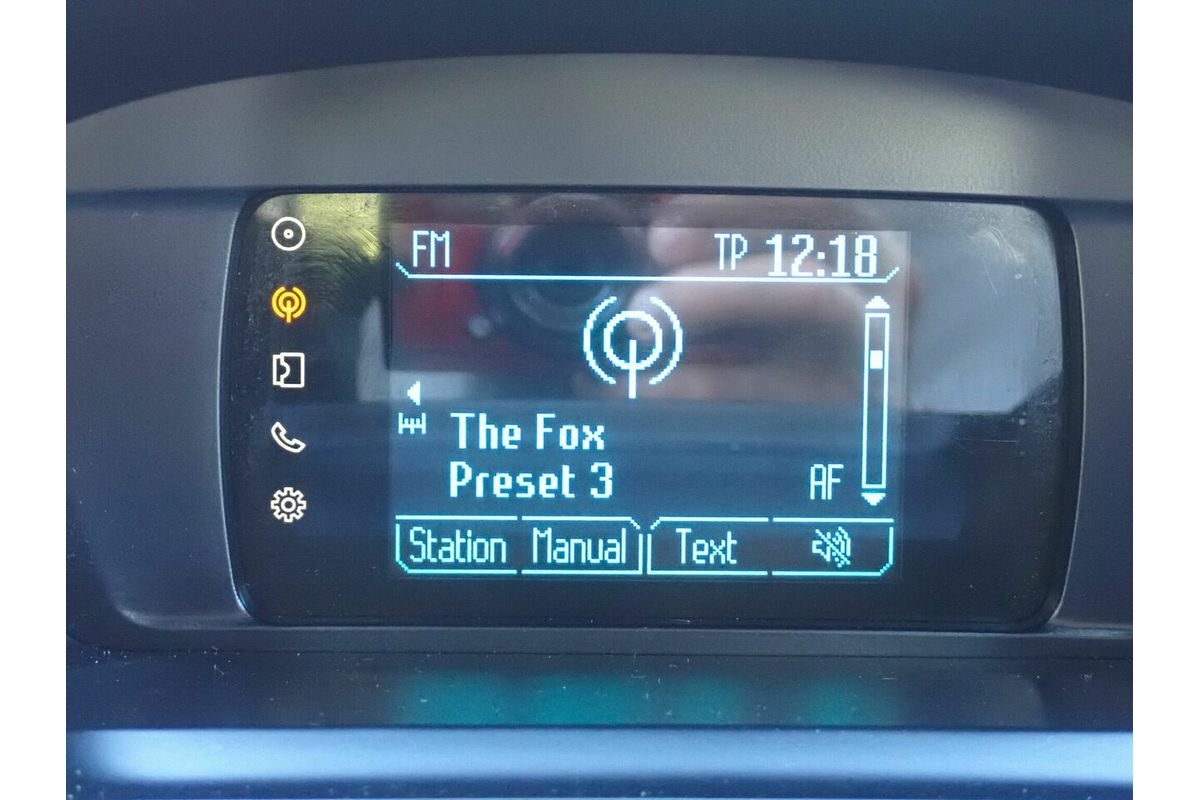 FM TP 12:18
The Fox
Preset 3 AF
Station Manual Text